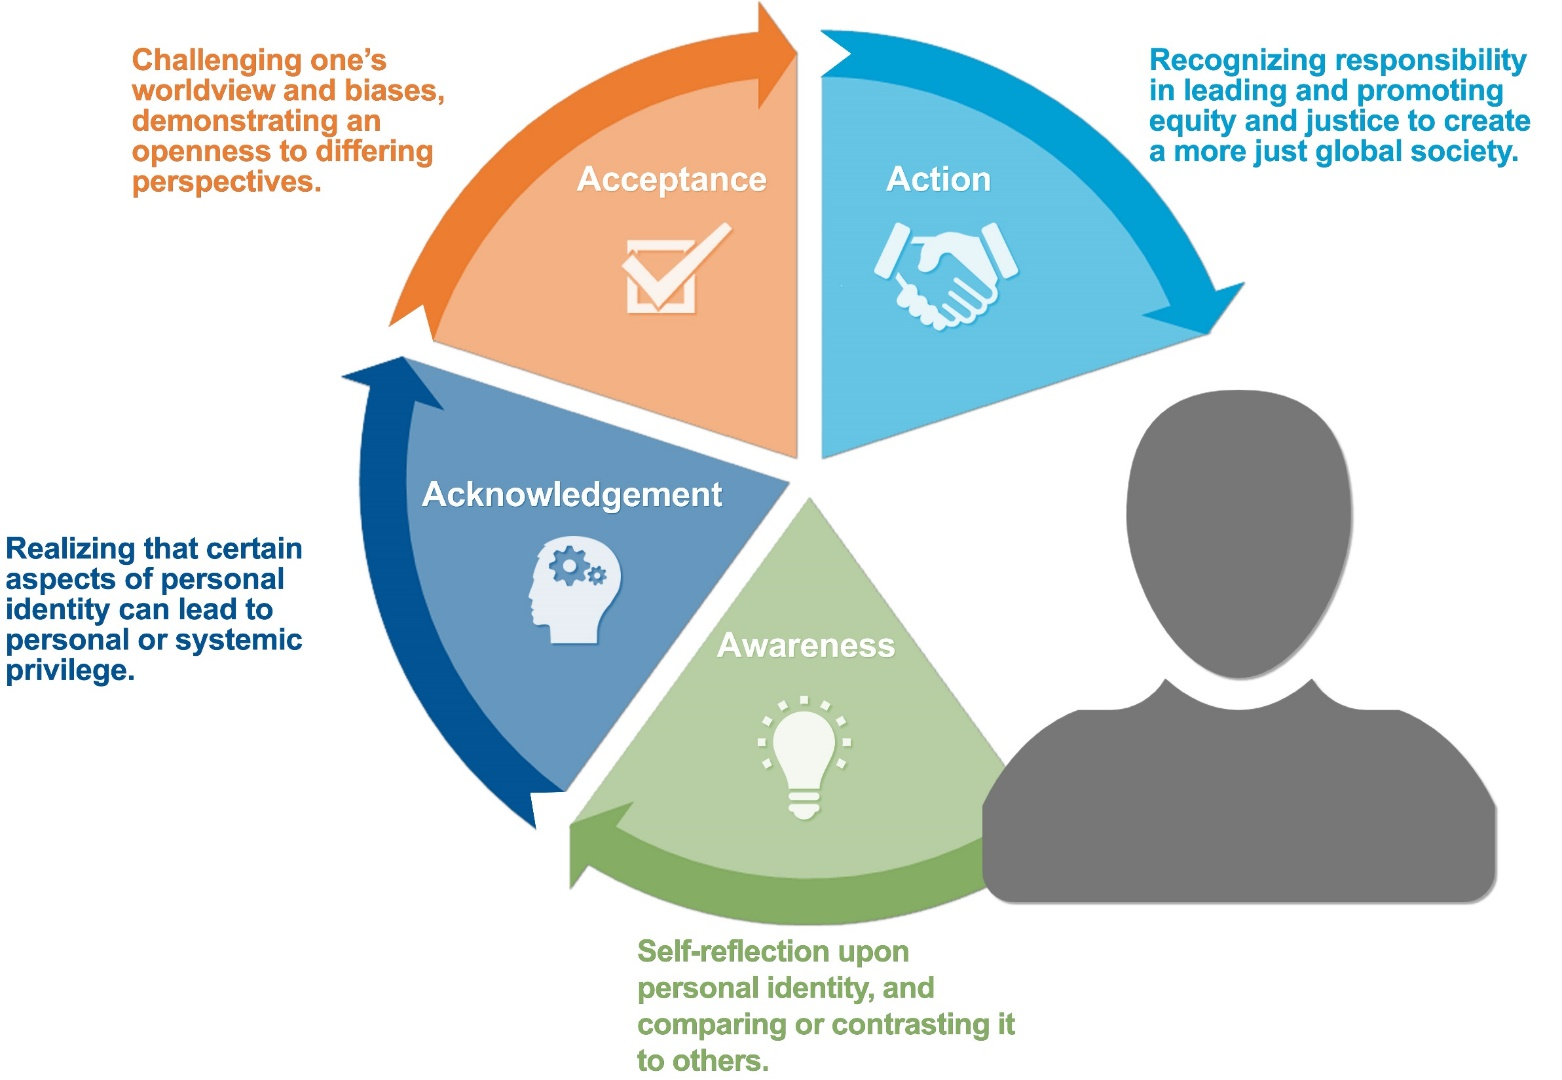 Challenging one’s
worldview and biases,
demonstrating an
openness to differing
perspectives.
Recognizing responsibility
in leading and promoting
equity and justice to create
a more just global society.
Acceptance
Action
Acknowledgement
Realizing that certain
aspects of personal
identity can lead to
personal or systemic
privilege.
Awareness
Self-reflection upon
personal identity, and
comparing or contrasting it
to others.